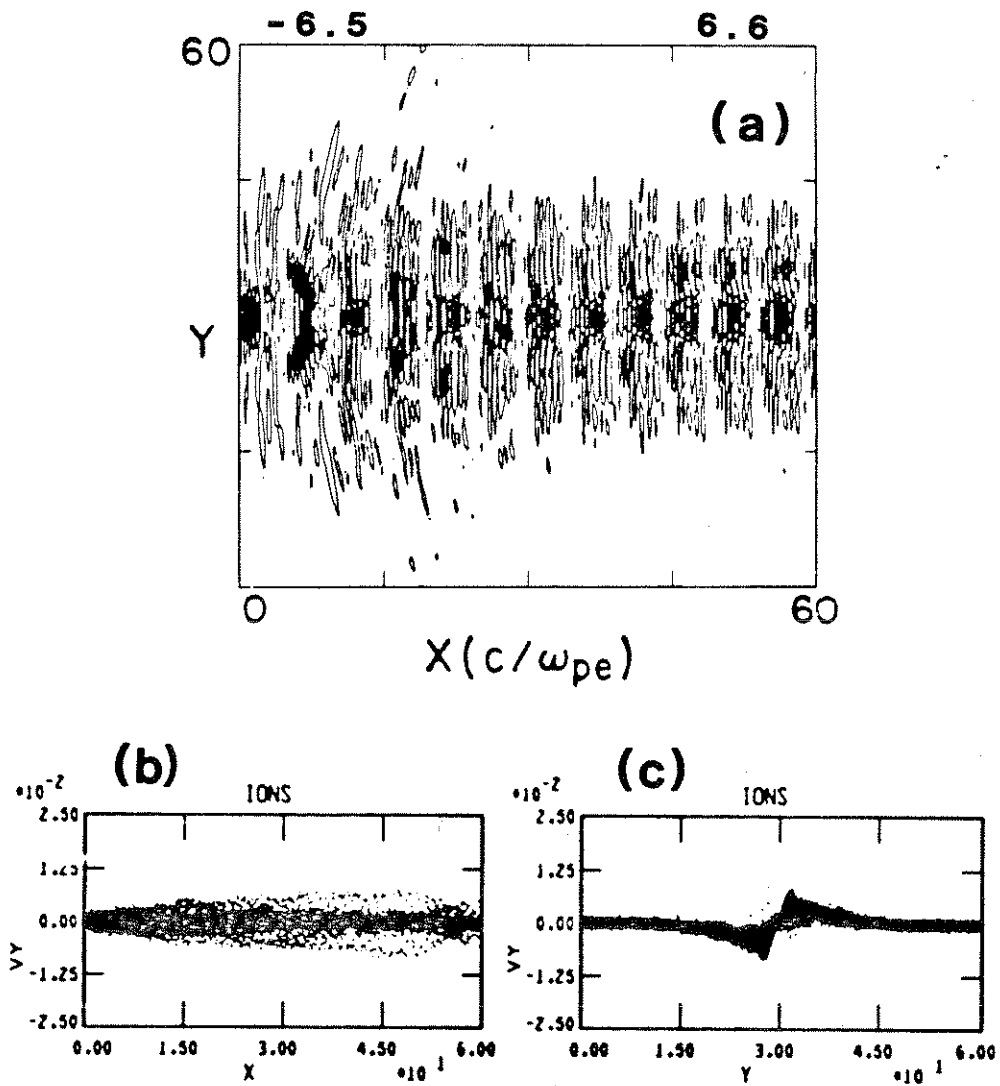 -6.5 6.6
60
(a)
Y
0 60
X(c/ωpe)
(b) (c)
*10⁻² IONS *10⁻² IONS
2.50 2.50
1.25 1.25
0.00 0.00
VY VY
-1.25 -1.25
-2.50 -2.50
0.00 1.50 3.00 4.50 6.00 0.00 1.50 3.00 4.50 6.00
X *10 1 Y *10 1